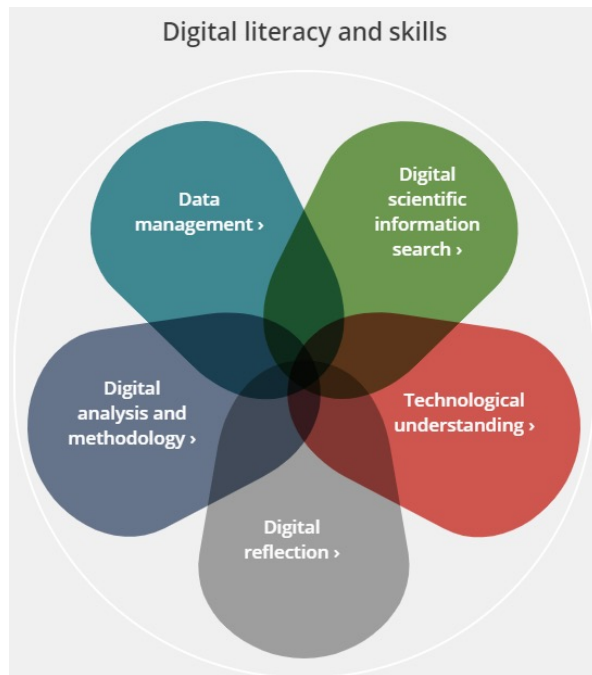 Digital literacy and skills
Data
management ›
Digital
scientific
information
search ›
Digital
analysis and
methodology ›
Technological
understanding ›
Digital
reflection ›